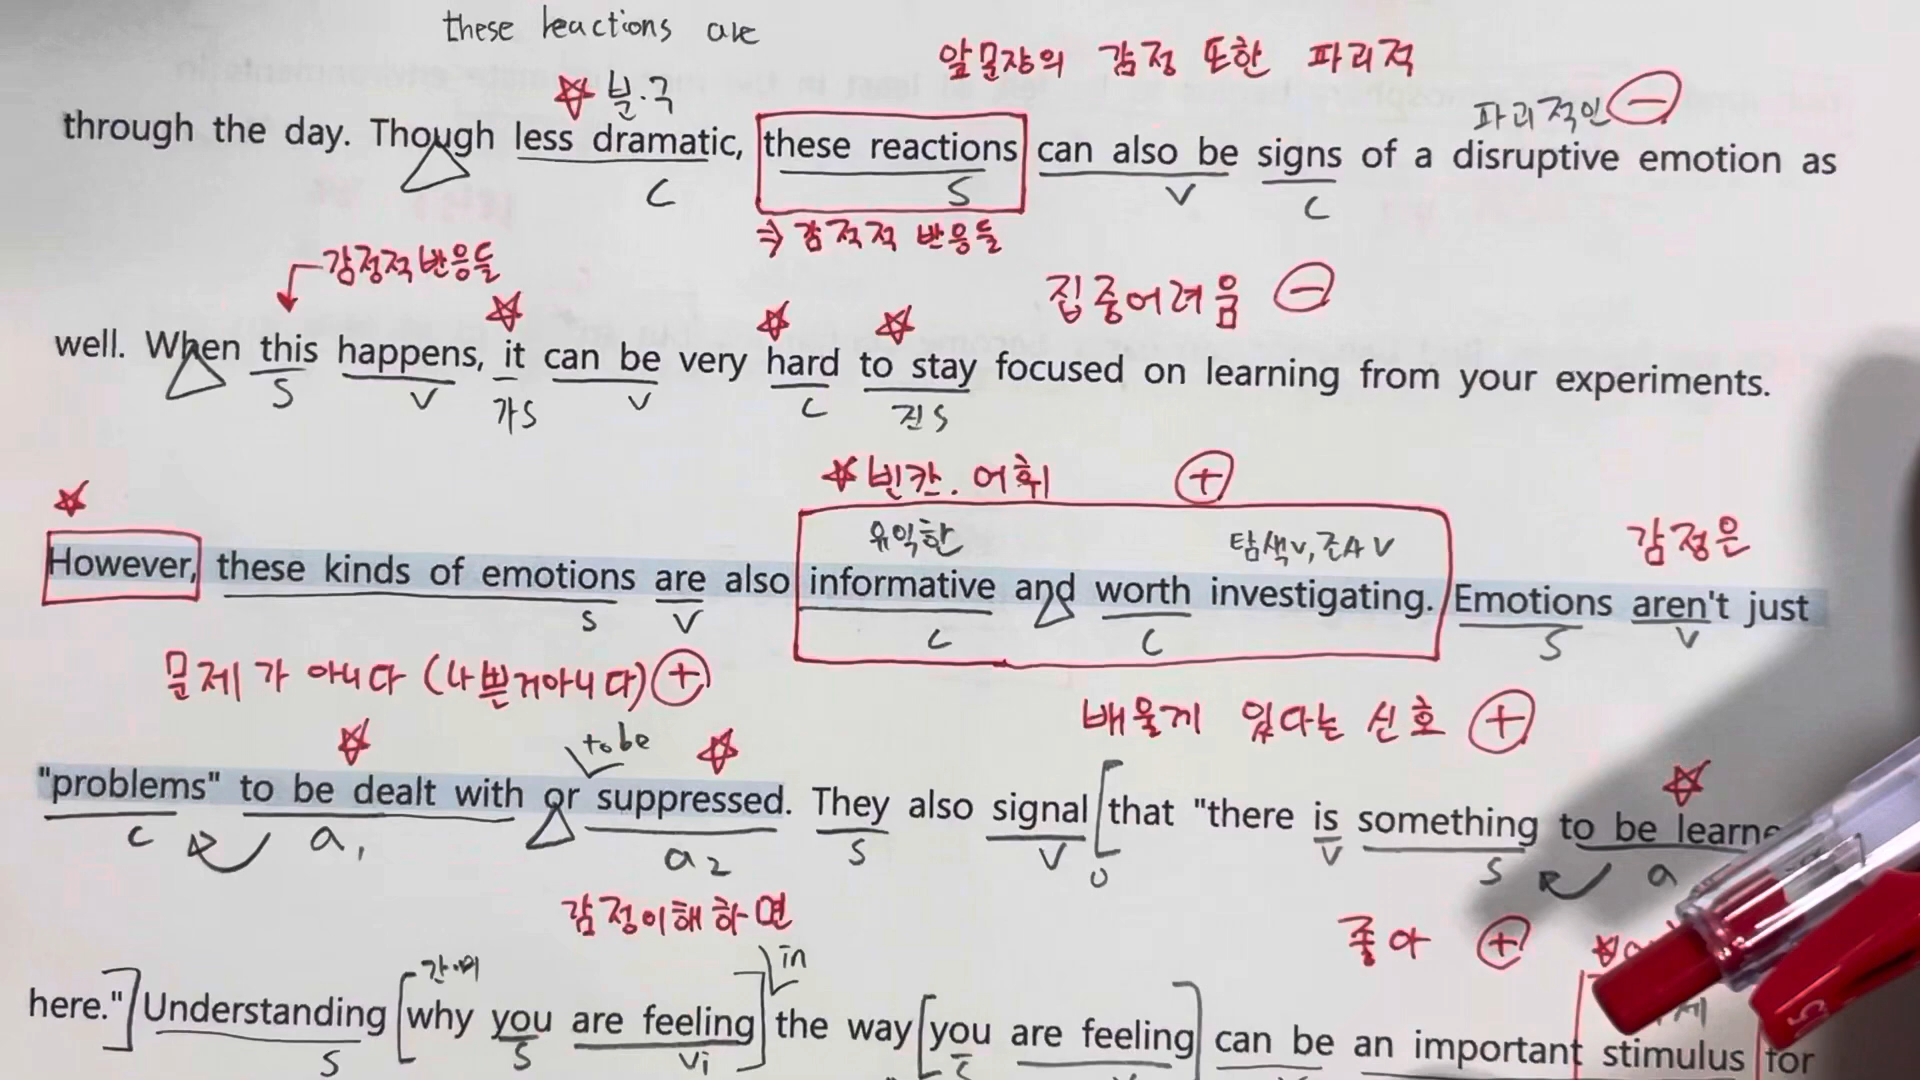 these reactions are
앞문장의 감정 또한 파괴적
☆ 분·구
파괴적인 ⊖
through the day. Though less dramatic, these reactions can also be signs of a disruptive emotion as
C S V C
⇒ 감정적 반응들
감정적반응들
집중어려움 ⊖
well. When this happens, it can be very hard to stay focused on learning from your experiments.
S V 가S V C 진S
☆ 빈칸. 어휘 ⊕
유익한 탐색V, 조사V
감정은
However, these kinds of emotions are also informative and worth investigating. Emotions aren't just
S V C C S V
문제가 아니다 (나쁜거아니다) ⊕
배울게 있다는 신호 ⊕
to be
"problems" to be dealt with or suppressed. They also signal that "there is something to be learne
C a1 a2 S V O V S a
감정이해하면
좋아 ⊕
간·의 in
here." Understanding why you are feeling the way you are feeling can be an important stimulus for
S S Vi